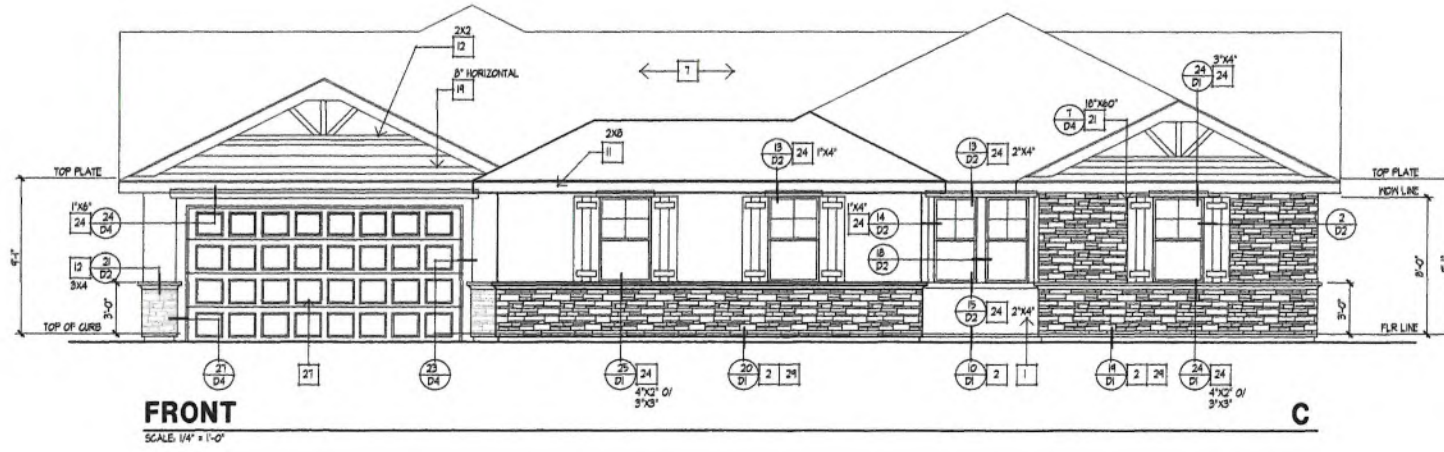 2X2
12
8" HORIZONTAL
19
7
2X8
11
13
D2
24
1"X4"
13
D2
24
2"X4"
18"X60"
7
D4
21
3"X4"
24
D1
24
TOP PLATE
TOP PLATE
WDW LINE
1"X6"
24
24
D4
1"X4"
24
14
D2
2
D2
18
D2
12
21
D2
3X4
9'-1"
3'-0"
8'-0"
3'-0"
15
D2
24
2"X4"
TOP OF CURB
FLR LINE
27
D4
27
23
D4
25
D1
24
4"X2" O/
3"X3"
20
D1
2
29
10
D1
2
1
19
D1
2
29
24
D1
24
4"X2" O/
3"X3"
FRONT
C
SCALE: 1/4" = 1'-0"